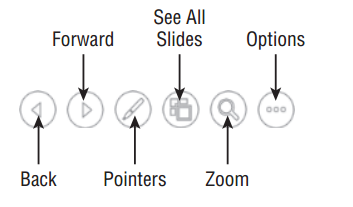 See All
Forward Slides Options
Back Pointers Zoom